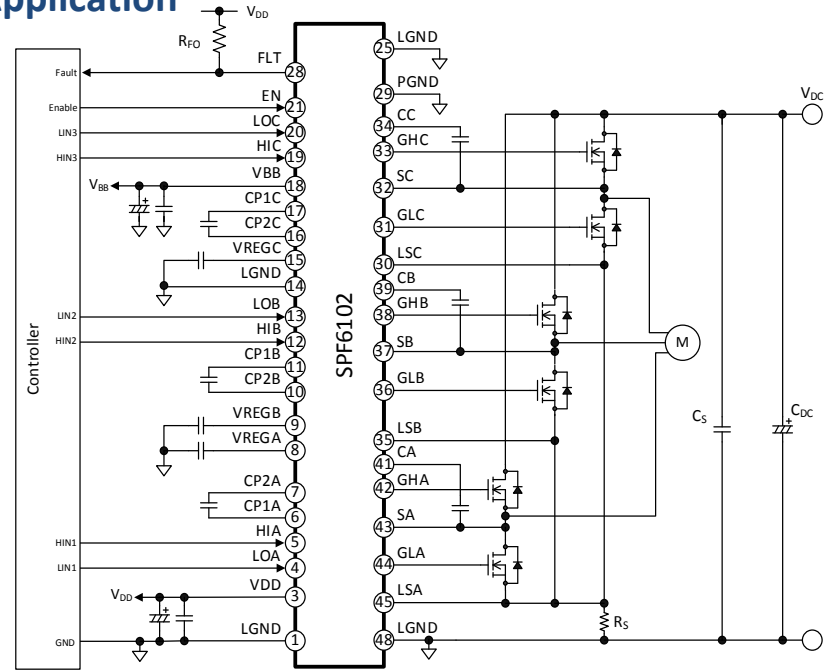 Application
VDD
RFO
Controller
Fault
Enable
LIN3
HIN3
VBB
LIN2
HIN2
HIN1
LIN1
VDD
GND
SPF6102
FLT 28
EN 21
LOC 20
HIC 19
VBB 18
CP1C 17
CP2C 16
VREGC 15
LGND 14
LOB 13
HIB 12
CP1B 11
CP2B 10
VREGB 9
VREGA 8
CP2A 7
CP1A 6
HIA 5
LOA 4
VDD 3
LGND 1
25 LGND
29 PGND
34 CC
33 GHC
32 SC
31 GLC
30 LSC
39 CB
38 GHB
37 SB
36 GLB
35 LSB
41 CA
42 GHA
43 SA
44 GLA
45 LSA
48 LGND
VDC
M
CS
CDC
RS